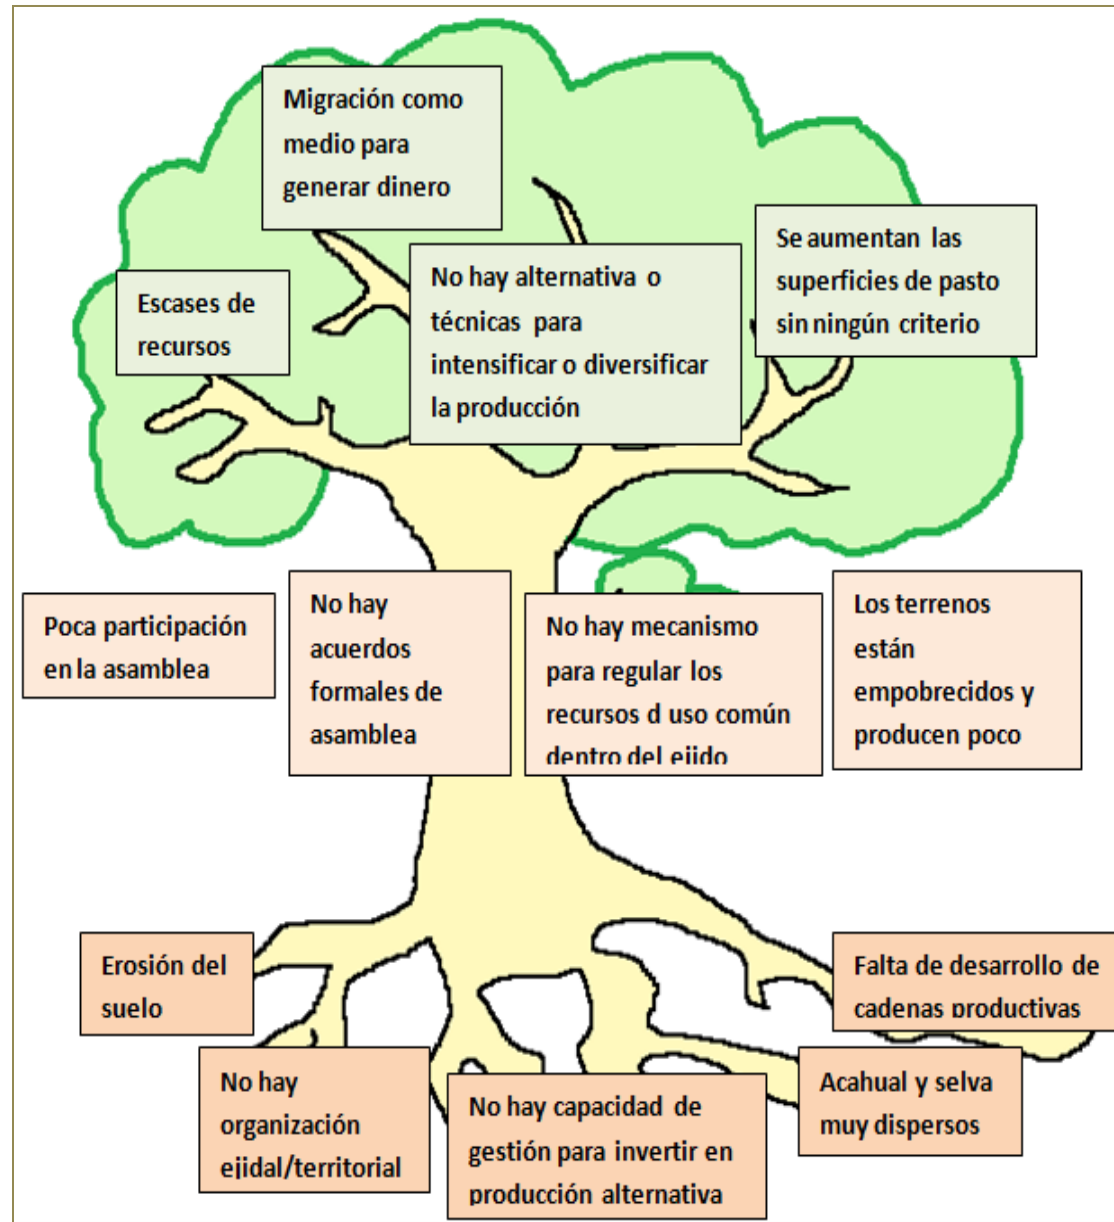 Migración como
medio para
generar dinero
Escases de
recursos
No hay alternativa o
técnicas para
intensificar o diversificar
la producción
Se aumentan las
superficies de pasto
sin ningún criterio
Poca participación
en la asamblea
No hay
acuerdos
formales de
asamblea
No hay mecanismo
para regular los
recursos d uso común
dentro del ejido
Los terrenos
están
empobrecidos y
producen poco
Erosión del
suelo
No hay
organización
ejidal/territorial
No hay capacidad de
gestión para invertir en
producción alternativa
Acahual y selva
muy dispersos
Falta de desarrollo de
cadenas productivas